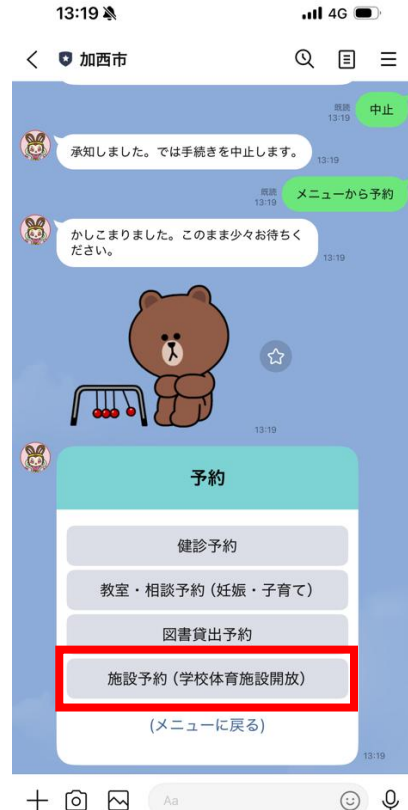 13:19
4G
加西市
既読
13:19
中止
承知しました。では手続きを中止します。
13:19
既読
13:19
メニューから予約
かしこまりました。このまま少々お待ちく
ださい。
13:19
13:19
予約
健診予約
教室・相談予約（妊娠・子育て）
図書貸出予約
施設予約（学校体育施設開放）
(メニューに戻る)
13:19
Aa